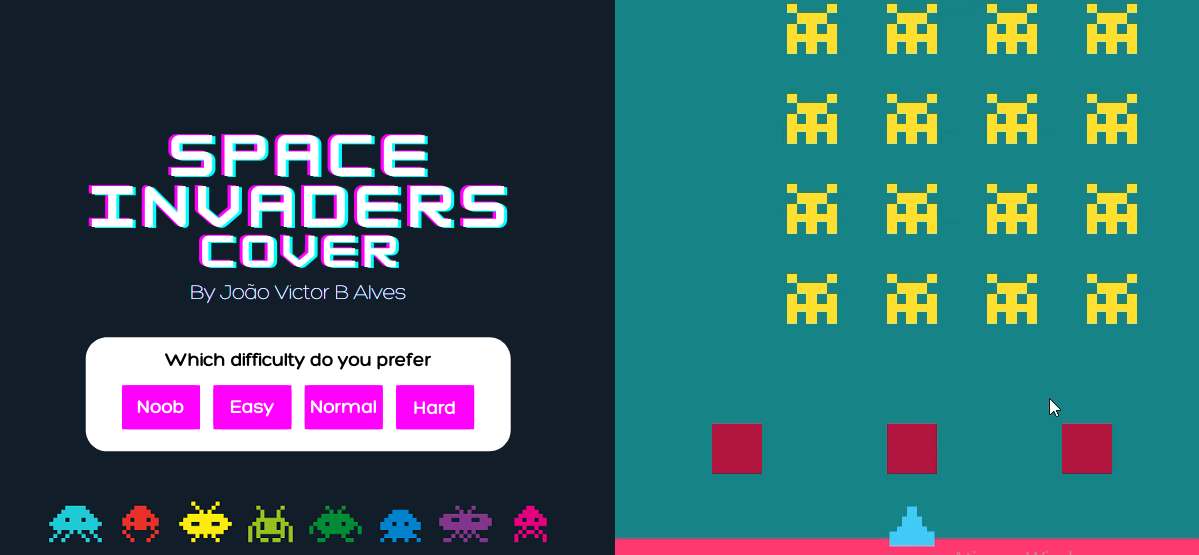 SPACE
INVADERS
COVER
By João Victor B Alves
Which difficulty do you prefer
Noob
Easy
Normal
Hard